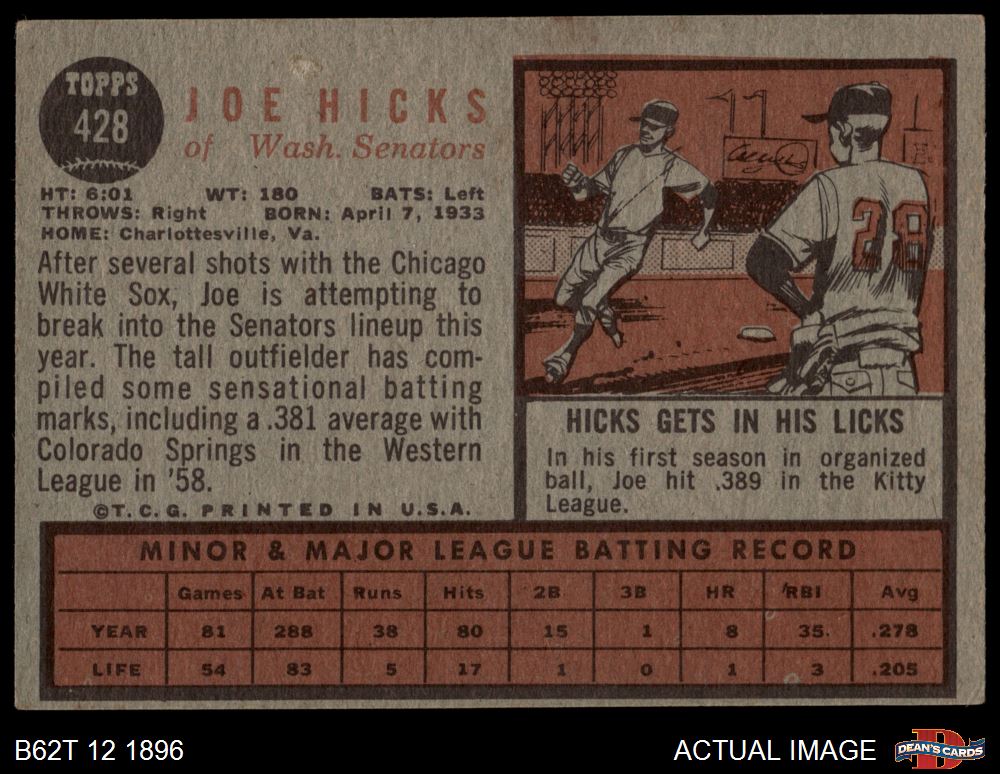 TOPPS
428
JOE HICKS
of Wash. Senators
HT: 6:01 WT: 180 BATS: Left
THROWS: Right BORN: April 7, 1933
HOME: Charlottesville, Va.
After several shots with the Chicago
White Sox, Joe is attempting to
break into the Senators lineup this
year. The tall outfielder has com-
piled some sensational batting
marks, including a .381 average with
Colorado Springs in the Western
League in '58.
©T. C. G. PRINTED IN U.S.A.
28
HICKS GETS IN HIS LICKS
In his first season in organized
ball, Joe hit .389 in the Kitty
League.
MINOR & MAJOR LEAGUE BATTING RECORD
Games At Bat Runs Hits 2B 3B HR RBI Avg
YEAR 81 288 38 80 15 1 8 35. .278
LIFE 54 83 5 17 1 0 1 3 .205
B62T 12 1896
ACTUAL IMAGE
D
DEAN'S CARDS